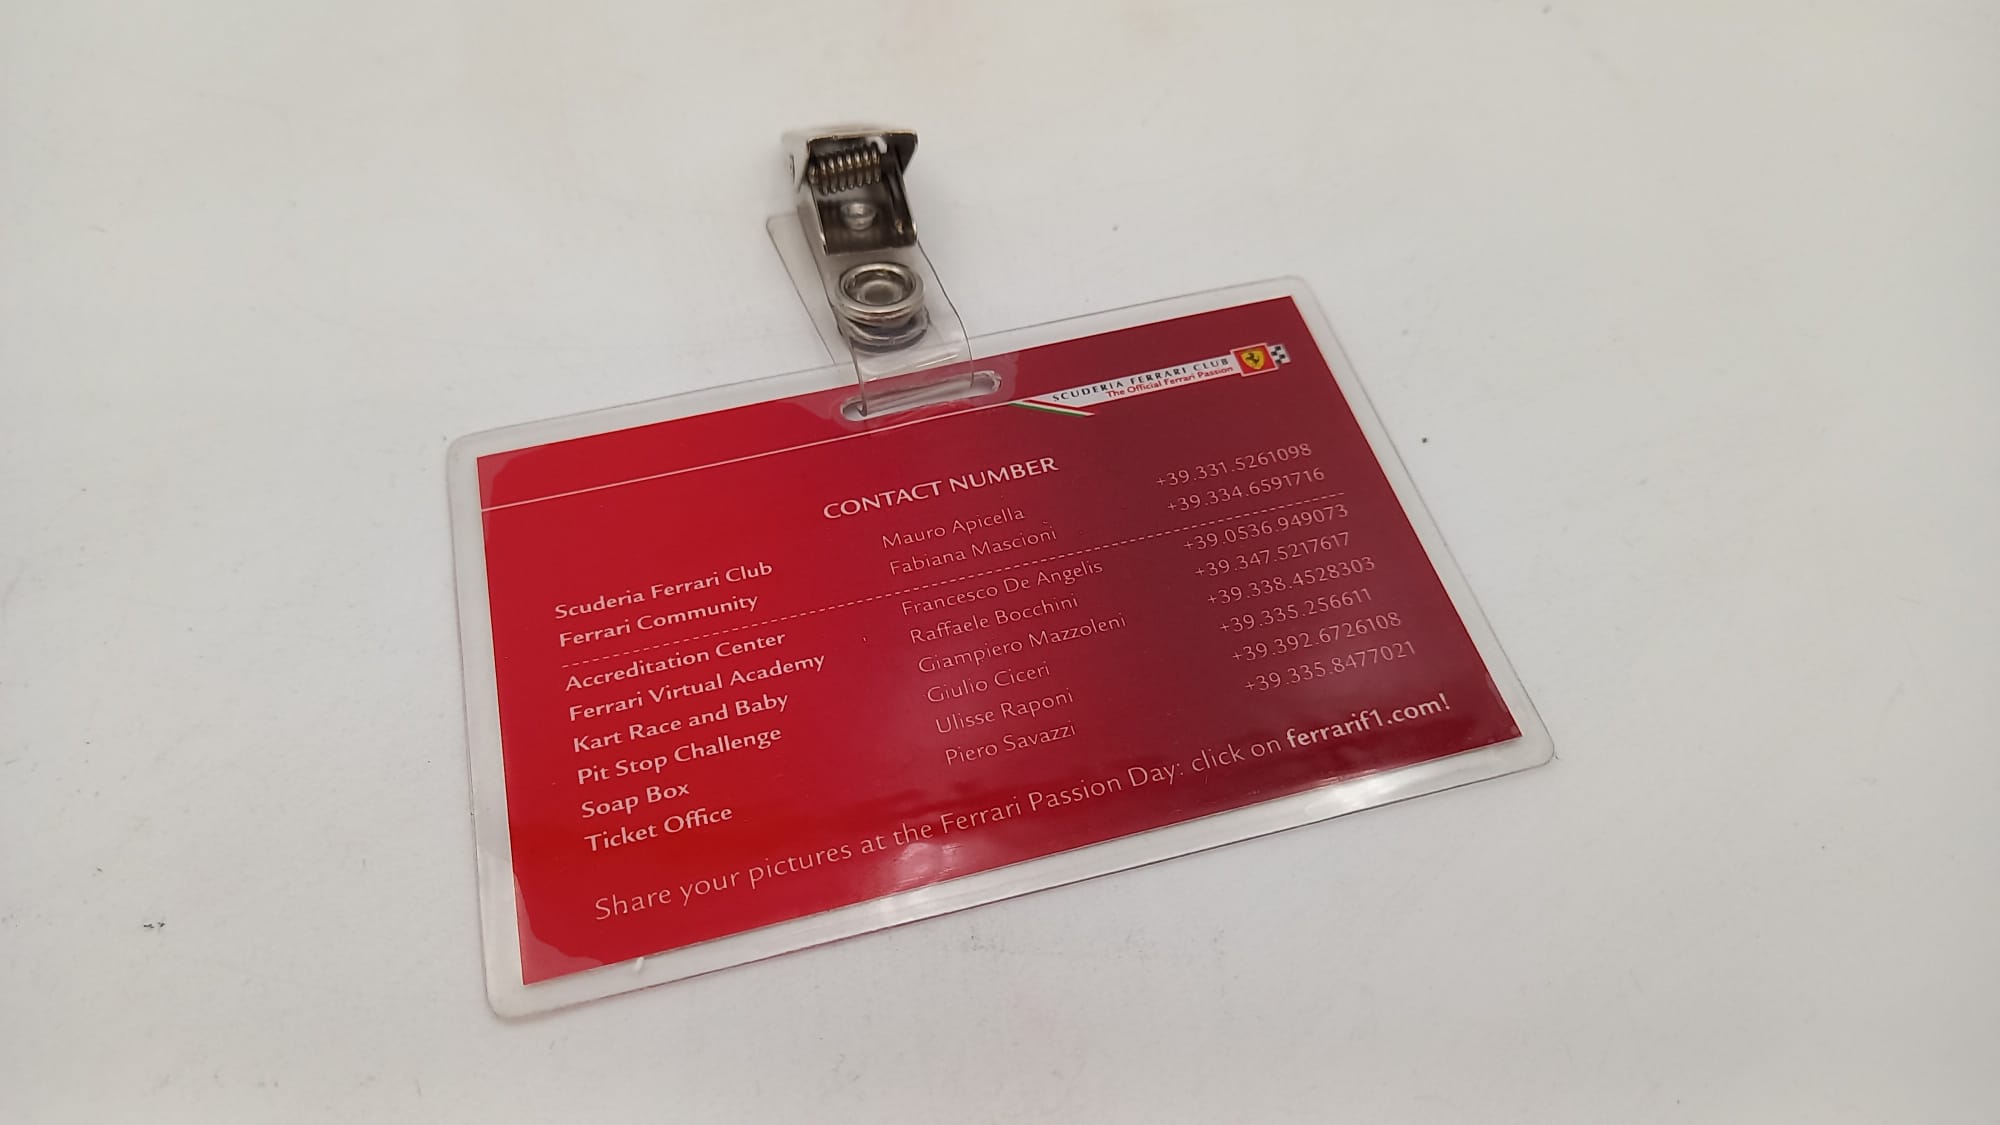 SCUDERIA FERRARI CLUB
The Official Ferrari Passion
CONTACT NUMBER
Scuderia Ferrari Club Mauro Apicella +39.331.5261098
Ferrari Community Fabiana Mascioni +39.334.6591716
Accreditation Center Francesco De Angelis +39.0536.949073
Ferrari Virtual Academy Raffaele Bocchini +39.347.5217617
Kart Race and Baby Giampiero Mazzoleni +39.338.4528303
Pit Stop Challenge Giulio Ciceri +39.335.256611
Soap Box Ulisse Raponi +39.392.6726108
Ticket Office Piero Savazzi +39.335.8477021
Share your pictures at the Ferrari Passion Day: click on ferrarif1.com!